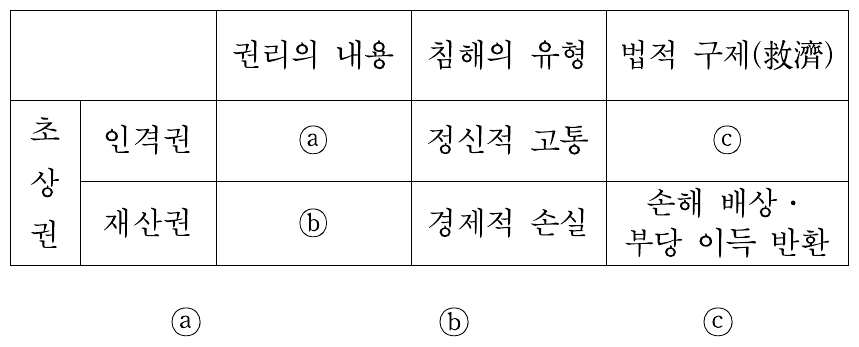 권리의 내용 침해의 유형 법적 구제(救濟)
초상권
인격권 ⓐ 정신적 고통 ⓒ
재산권 ⓑ 경제적 손실 손해 배상·
부당 이득 반환
ⓐ ⓑ ⓒ